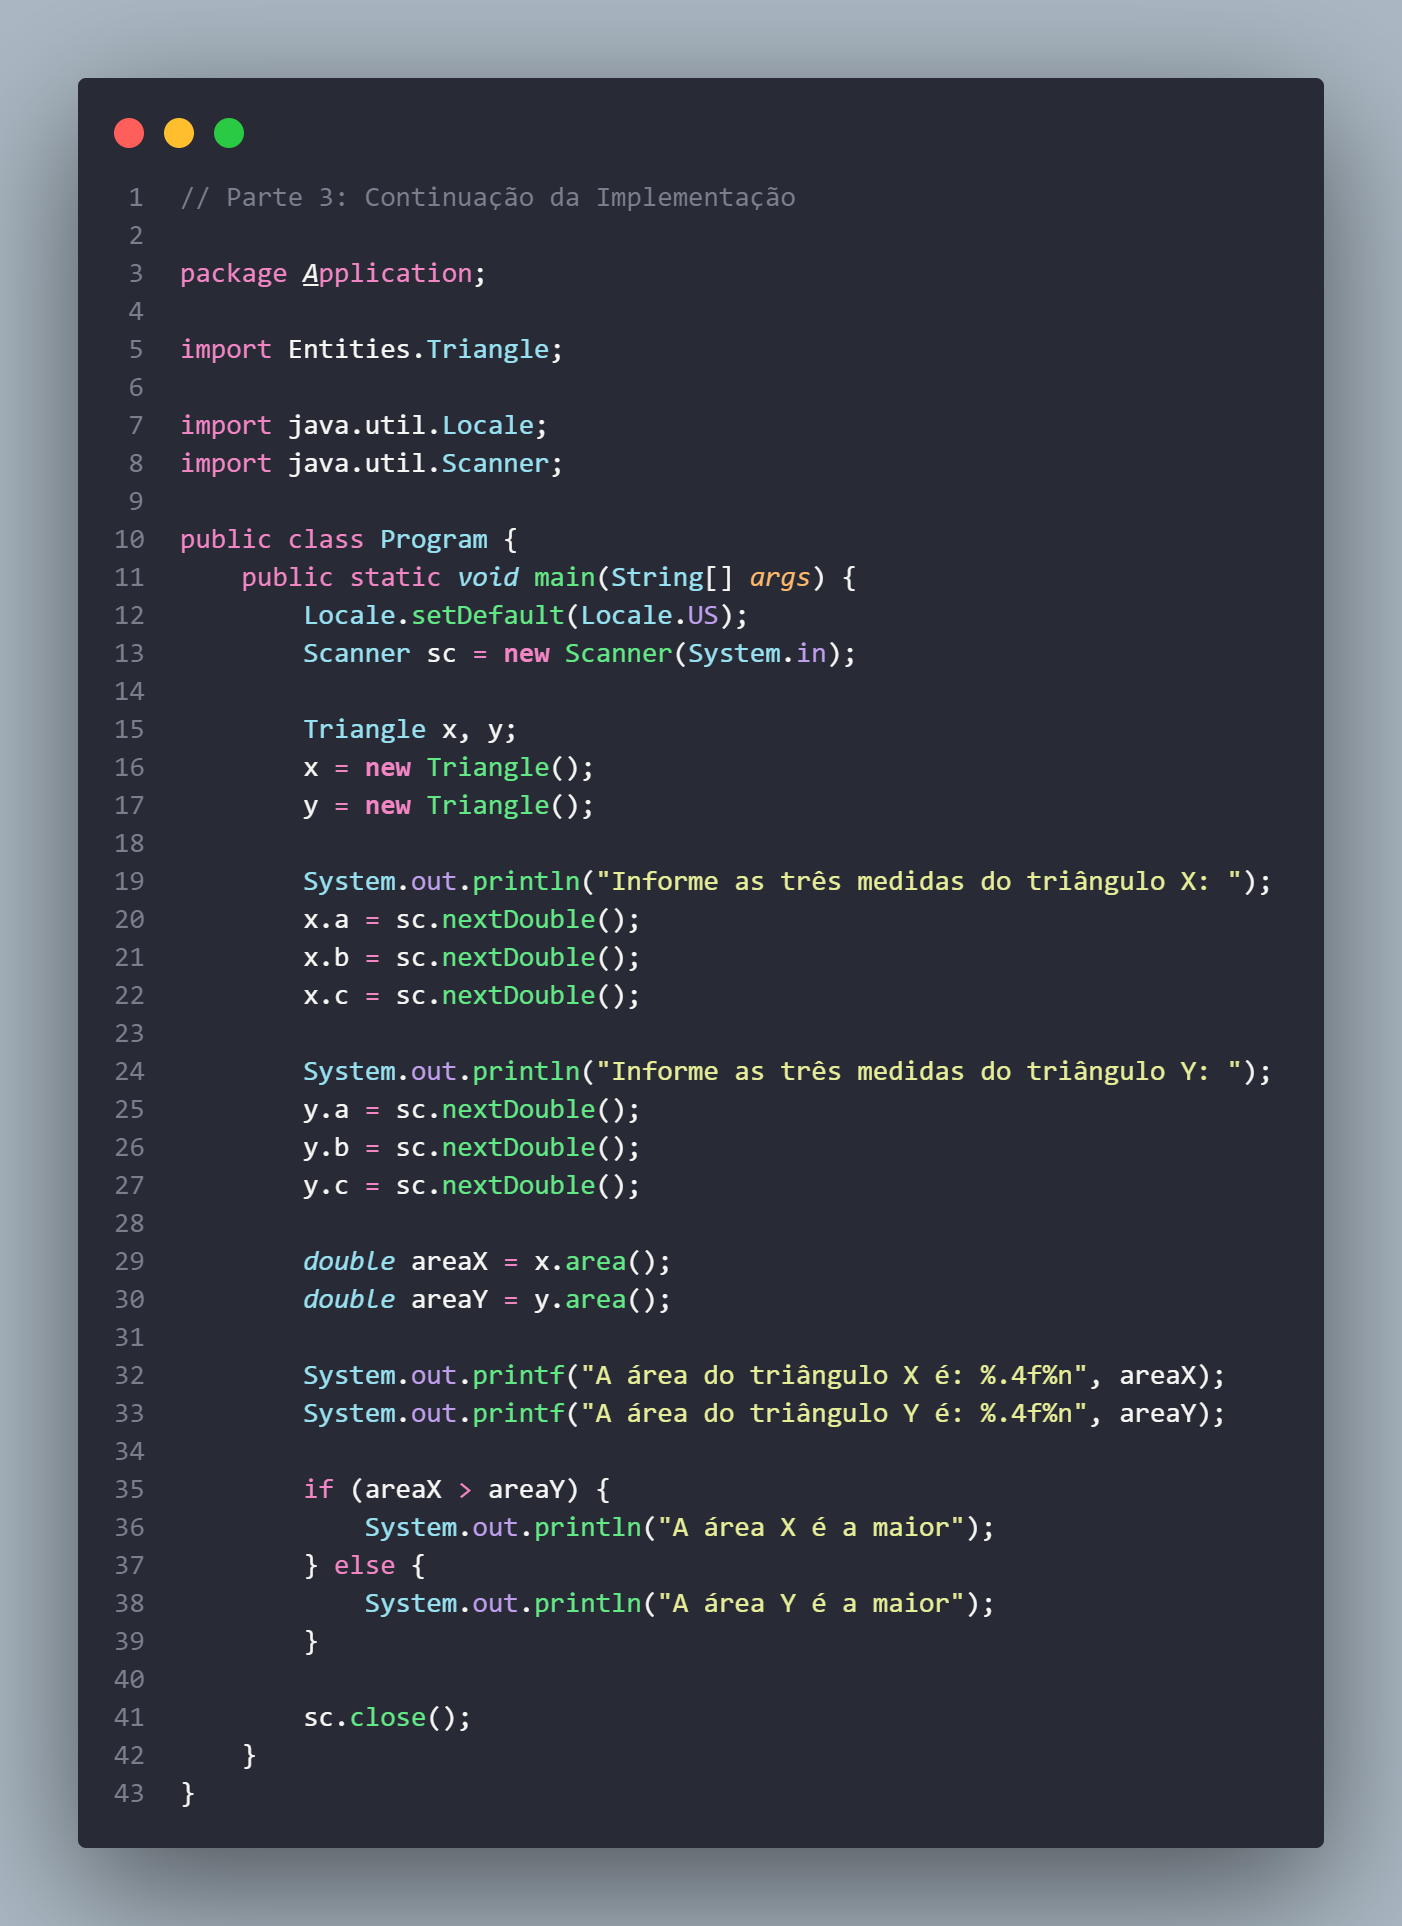 1 // Parte 3: Continuação da Implementação
2
3 package Application;
4
5 import Entities.Triangle;
6
7 import java.util.Locale;
8 import java.util.Scanner;
9
10 public class Program {
11     public static void main(String[] args) {
12         Locale.setDefault(Locale.US);
13         Scanner sc = new Scanner(System.in);
14
15         Triangle x, y;
16         x = new Triangle();
17         y = new Triangle();
18
19         System.out.println("Informe as três medidas do triângulo X: ");
20         x.a = sc.nextDouble();
21         x.b = sc.nextDouble();
22         x.c = sc.nextDouble();
23
24         System.out.println("Informe as três medidas do triângulo Y: ");
25         y.a = sc.nextDouble();
26         y.b = sc.nextDouble();
27         y.c = sc.nextDouble();
28
29         double areaX = x.area();
30         double areaY = y.area();
31
32         System.out.printf("A área do triângulo X é: %.4f%n", areaX);
33         System.out.printf("A área do triângulo Y é: %.4f%n", areaY);
34
35         if (areaX > areaY) {
36             System.out.println("A área X é a maior");
37         } else {
38             System.out.println("A área Y é a maior");
39         }
40
41         sc.close();
42     }
43 }